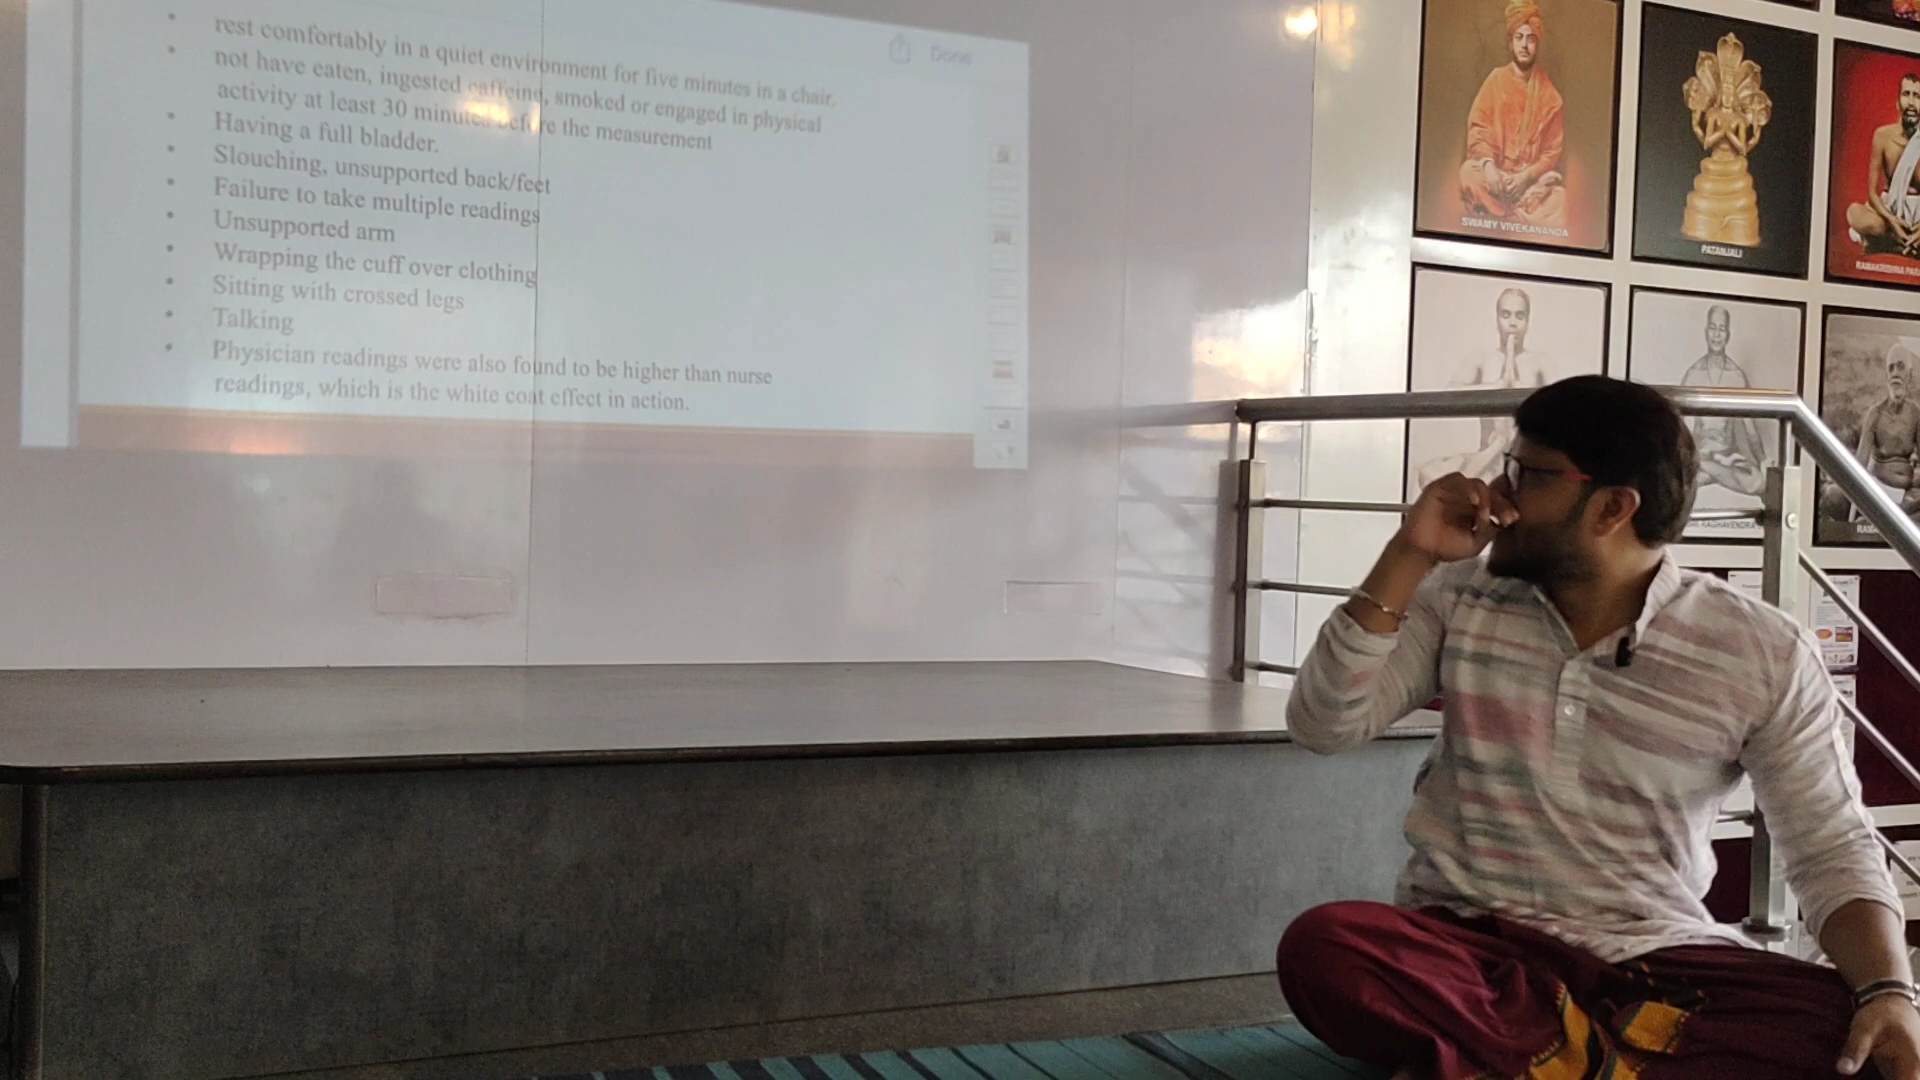 Done
• rest comfortably in a quiet environment for five minutes in a chair.
• not have eaten, ingested caffeine, smoked or engaged in physical
activity at least 30 minutes before the measurement
• Having a full bladder.
• Slouching, unsupported back/feet
• Failure to take multiple readings
• Unsupported arm
• Wrapping the cuff over clothing
• Sitting with crossed legs
• Talking
• Physician readings were also found to be higher than nurse
readings, which is the white coat effect in action.
SWAMY VIVEKANANDA
PATANJALI
RAMAKRISHNA
RAGHAVENDRA